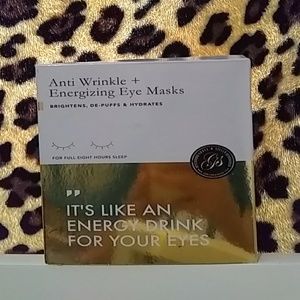 Anti Wrinkle +
Energizing Eye Masks
BRIGHTENS, DE-PUFFS & HYDRATES
FOR FULL EIGHT HOURS SLEEP
"
IT'S LIKE AN
ENERGY DRINK
FOR YOUR EYES